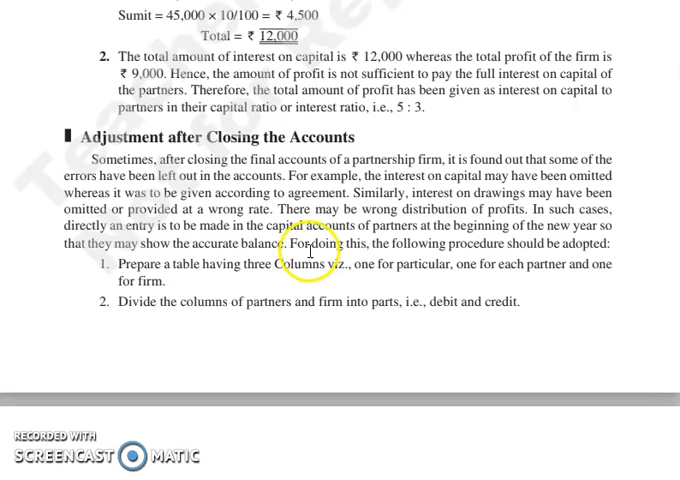 Sumit = 45,000 × 10/100 = ₹ 4,500
Total = ₹ 12,000
2. The total amount of interest on capital is ₹ 12,000 whereas the total profit of the firm is
₹ 9,000. Hence, the amount of profit is not sufficient to pay the full interest on capital of
the partners. Therefore, the total amount of profit has been given as interest on capital to
partners in their capital ratio or interest ratio, i.e., 5 : 3.
Adjustment after Closing the Accounts
Sometimes, after closing the final accounts of a partnership firm, it is found out that some of the
errors have been left out in the accounts. For example, the interest on capital may have been omitted
whereas it was to be given according to agreement. Similarly, interest on drawings may have been
omitted or provided at a wrong rate. There may be wrong distribution of profits. In such cases,
directly an entry is to be made in the capital accounts of partners at the beginning of the new year so
that they may show the accurate balance. For doing this, the following procedure should be adopted:
1. Prepare a table having three Columns viz., one for particular, one for each partner and one
for firm.
2. Divide the columns of partners and firm into parts, i.e., debit and credit.
RECORDED WITH
SCREENCAST MATIC